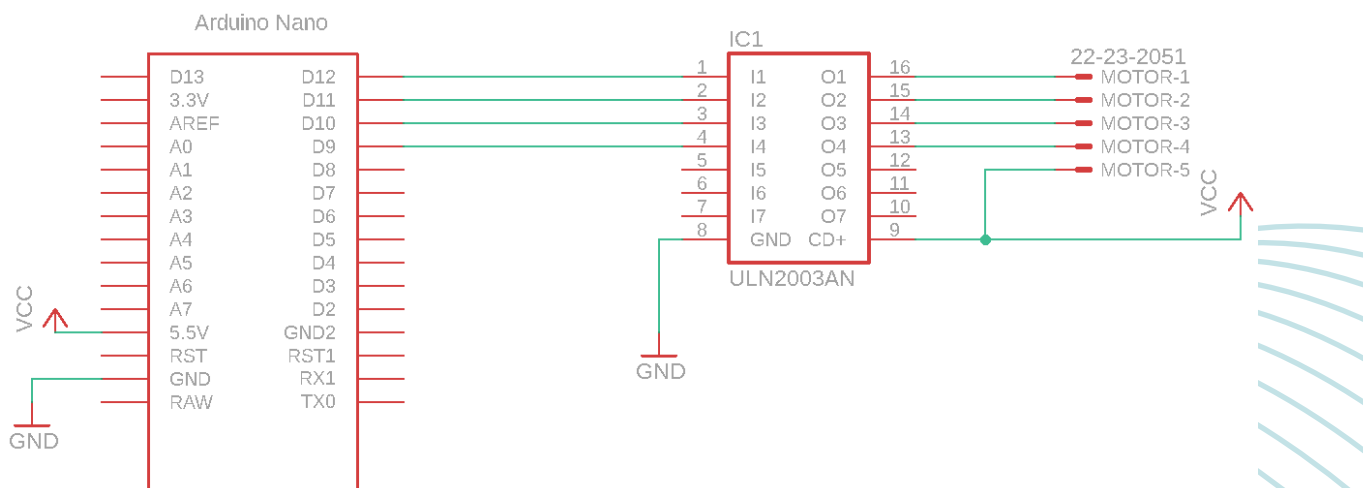 Arduino Nano
D13 D12
3.3V D11
AREF D10
A0 D9
A1 D8
A2 D7
A3 D6
A4 D5
A5 D4
A6 D3
A7 D2
VCC
5.5V GND2
RST RST1
GND RX1
RAW TX0
GND
IC1
1 I1 O1 16
2 I2 O2 15
3 I3 O3 14
4 I4 O4 13
5 I5 O5 12
6 I6 O6 11
7 I7 O7 10
8 GND CD+ 9
ULN2003AN
GND
22-23-2051
MOTOR-1
MOTOR-2
MOTOR-3
MOTOR-4
MOTOR-5
VCC